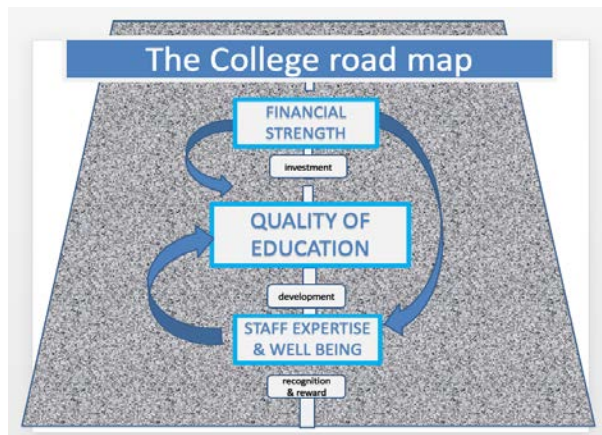 The College road map
FINANCIAL
STRENGTH
investment
QUALITY OF
EDUCATION
development
STAFF EXPERTISE
& WELL BEING
recognition
& reward